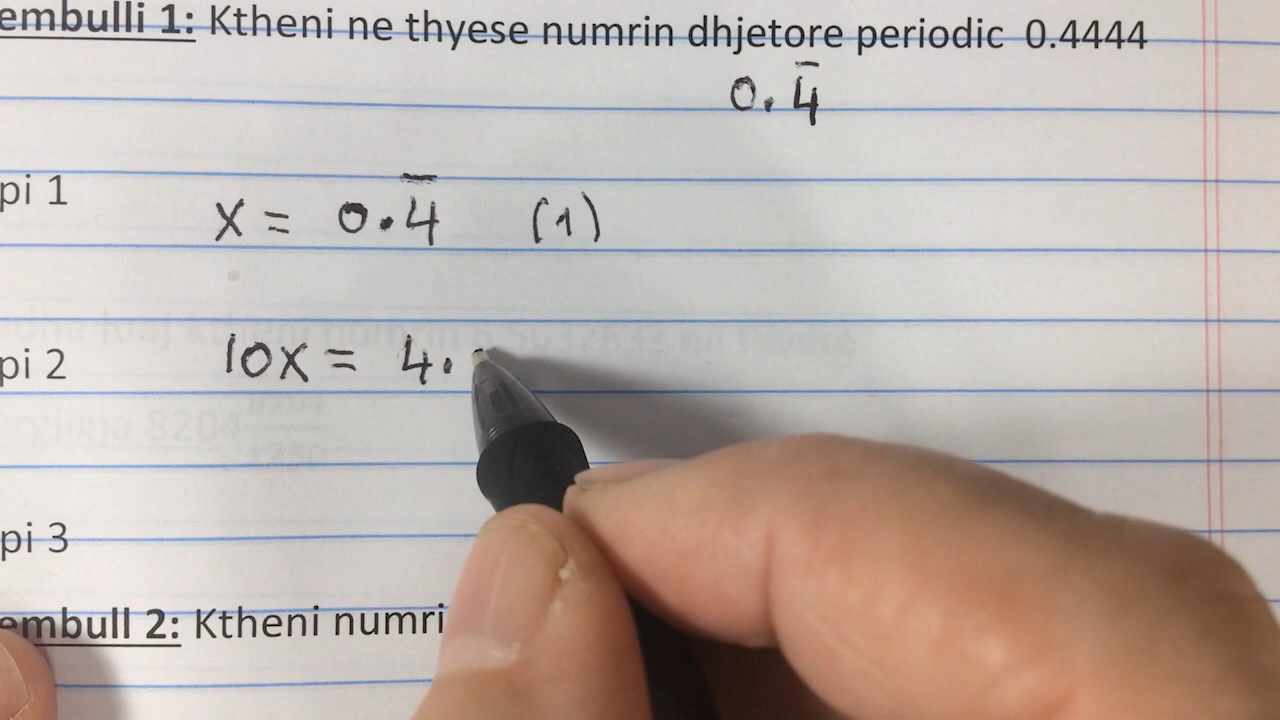 embulli 1: Ktheni ne thyese numrin dhjetore periodic 0.4444
0.4̅
pi 1 x = 0.4̅ (1)
pi 2 10x = 4.
pi 3
embull 2: Ktheni numri